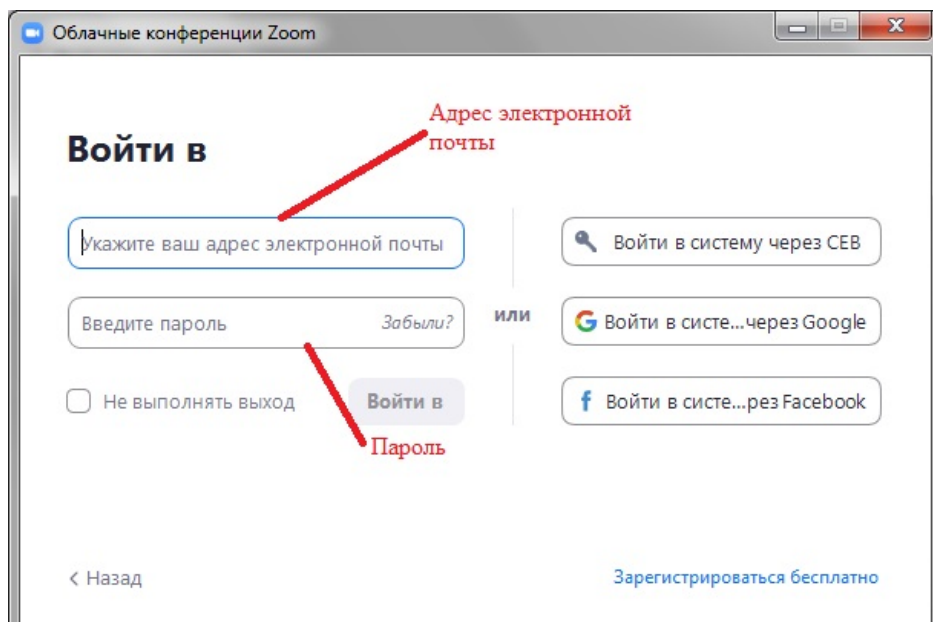 Облачные конференции Zoom
Адрес электронной
почты
Войти в
Укажите ваш адрес электронной почты
Введите пароль
Забыли?
или
Войти в систему через СЕВ
Войти в систе...через Google
Войти в систе...рез Facebook
Не выполнять выход
Войти в
Пароль
< Назад
Зарегистрироваться бесплатно